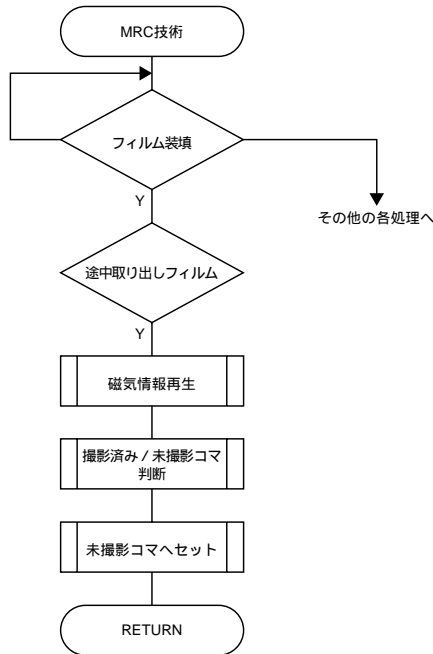 MRC技術
フィルム装填
Y
その他の各処理へ
途中取り出しフィルム
Y
磁気情報再生
撮影済み / 未撮影コマ
判断
未撮影コマへセット
RETURN